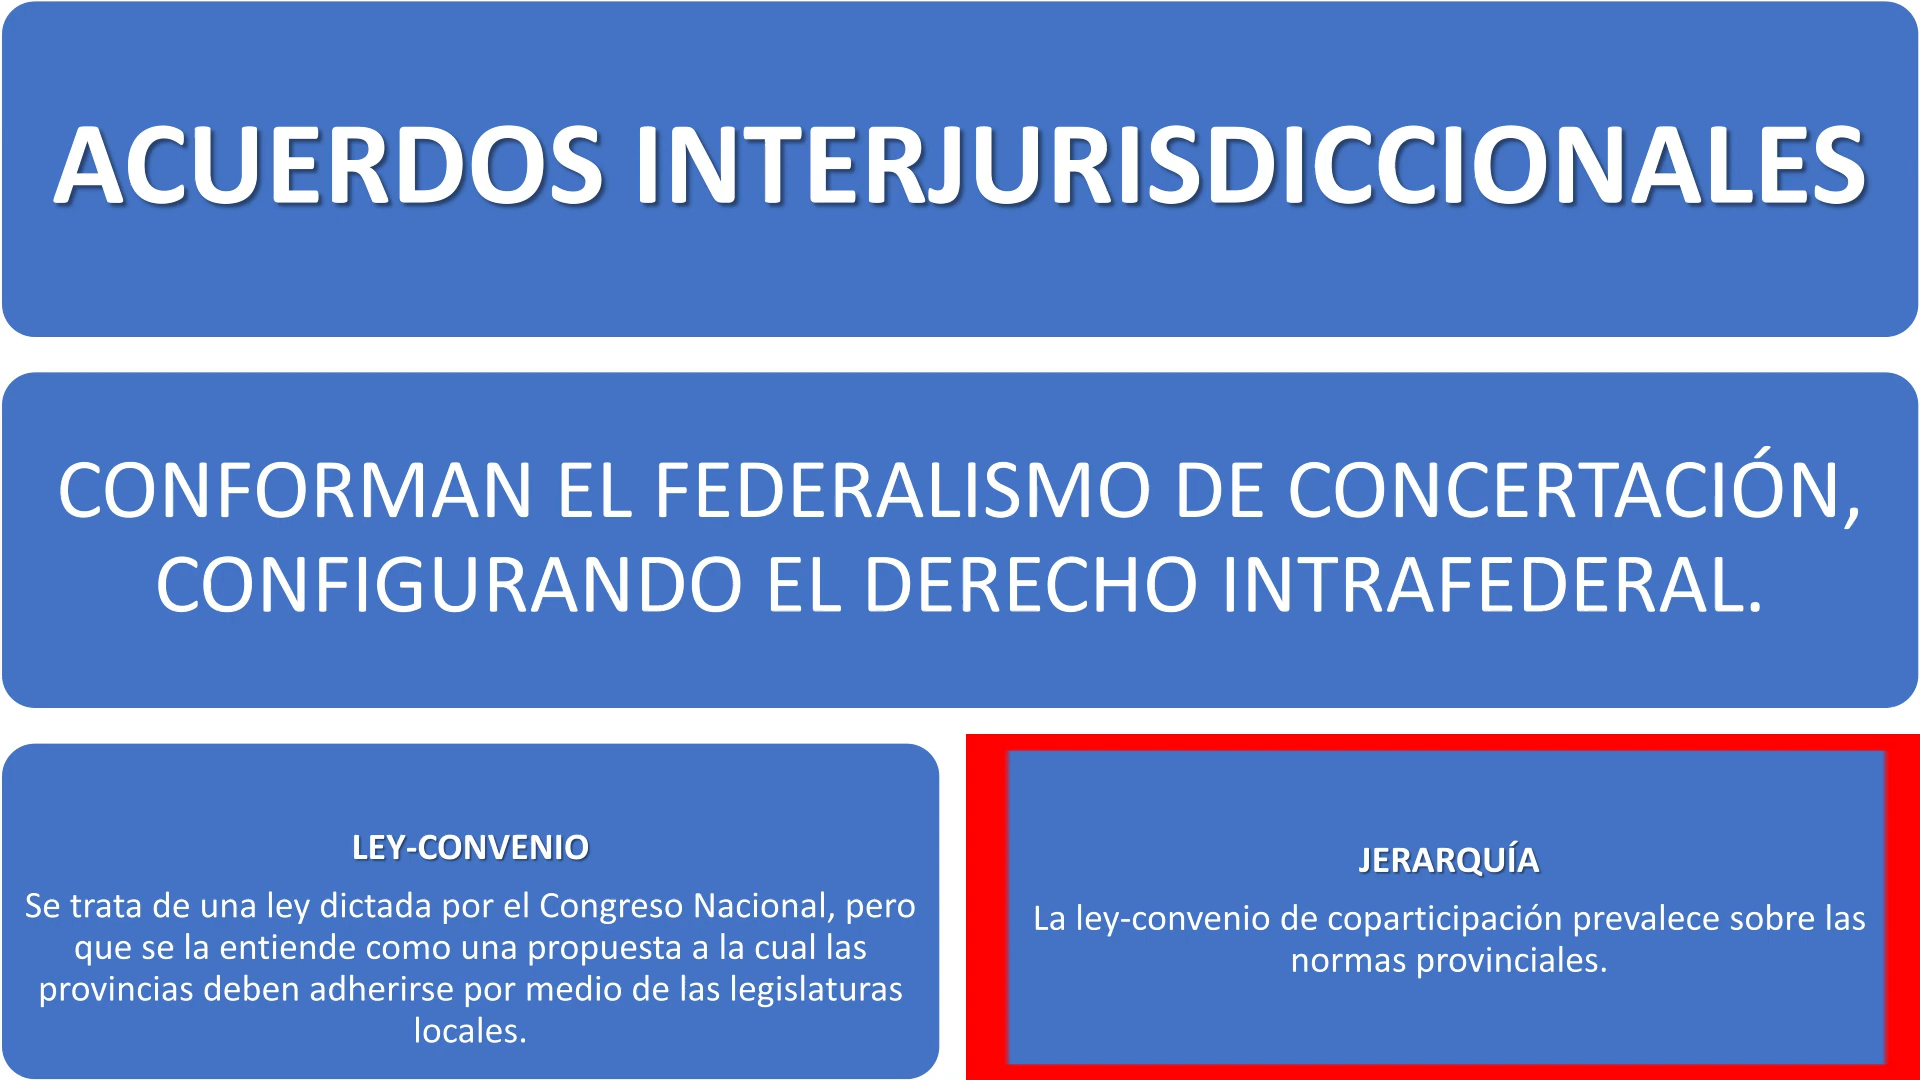 ACUERDOS INTERJURISDICCIONALES
CONFORMAN EL FEDERALISMO DE CONCERTACIÓN,
CONFIGURANDO EL DERECHO INTRAFEDERAL.
LEY-CONVENIO
Se trata de una ley dictada por el Congreso Nacional, pero
que se la entiende como una propuesta a la cual las
provincias deben adherirse por medio de las legislaturas
locales.
JERARQUÍA
La ley-convenio de coparticipación prevalece sobre las
normas provinciales.